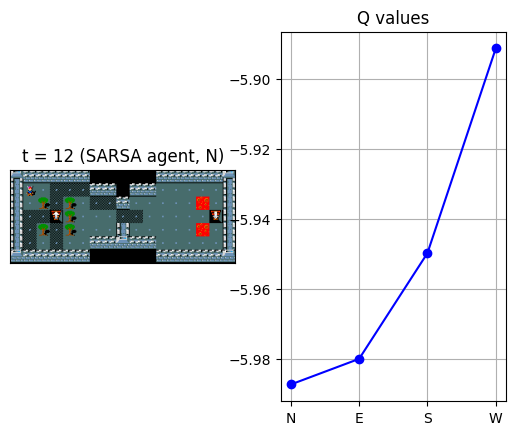 Q values
t = 12 (SARSA agent, N)
−5.90
−5.92
−5.94
−5.96
−5.98
N E S W